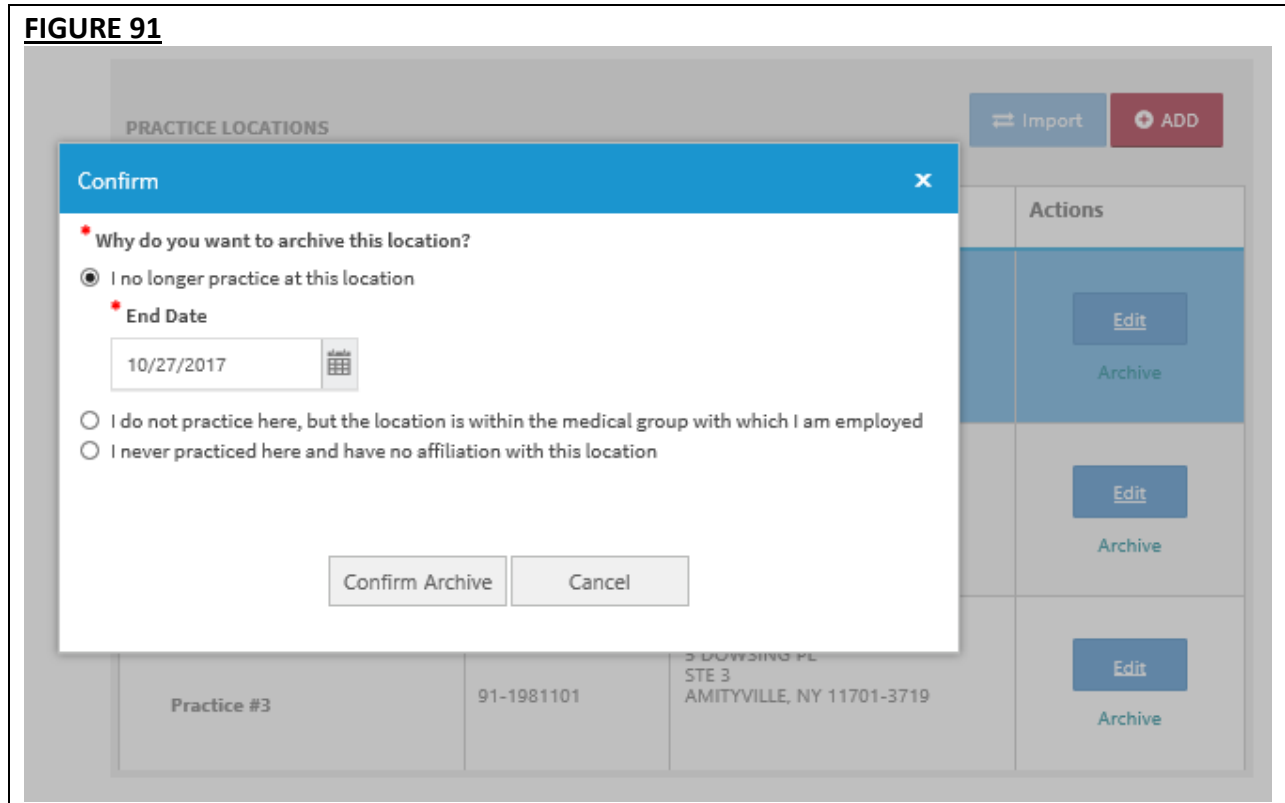 FIGURE 91
PRACTICE LOCATIONS
Import
ADD
Confirm
x
Actions
* Why do you want to archive this location?
I no longer practice at this location
* End Date
10/27/2017
Edit
Archive
I do not practice here, but the location is within the medical group with which I am employed
I never practiced here and have no affiliation with this location
Edit
Archive
Confirm Archive
Cancel
5 DOWSING PL
STE 3
AMITYVILLE, NY 11701-3719
Practice #3
91-1981101
Edit
Archive